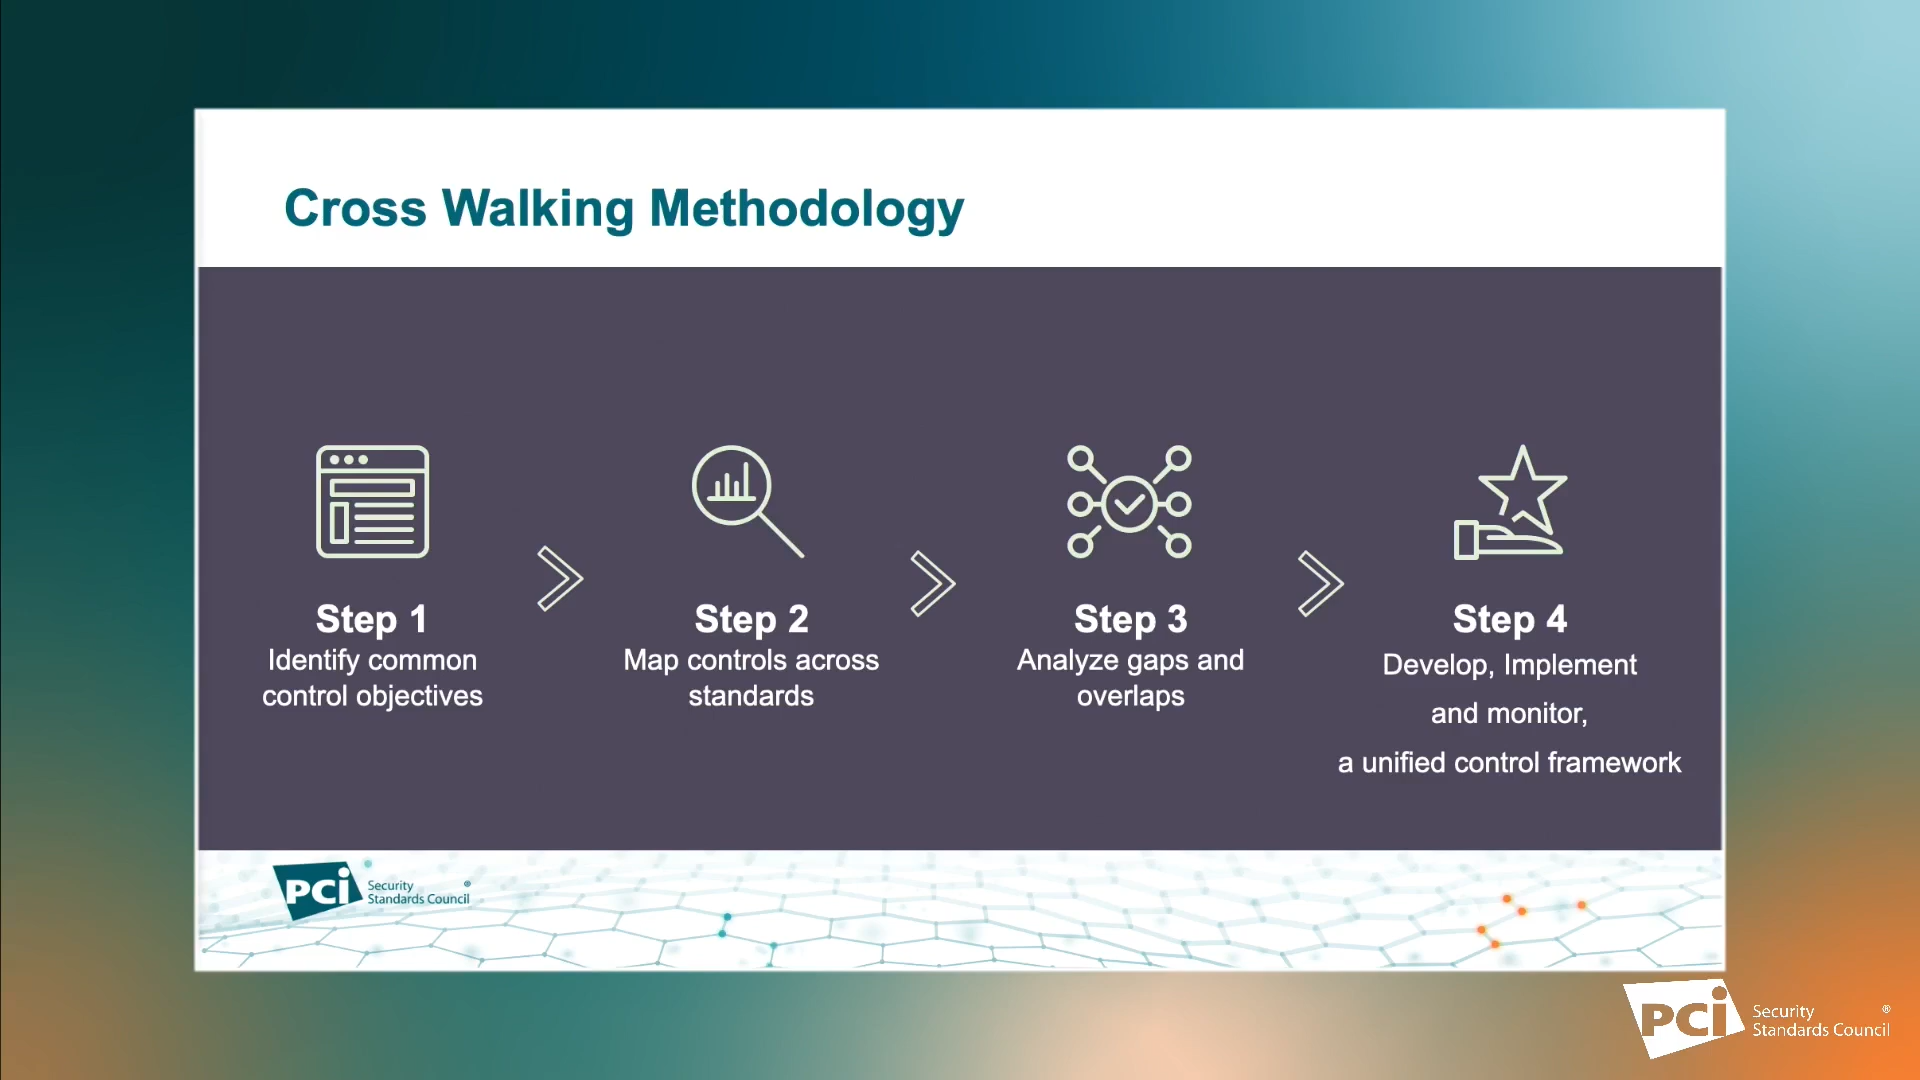 Cross Walking Methodology
Step 1
Identify common
control objectives
Step 2
Map controls across
standards
Step 3
Analyze gaps and
overlaps
Step 4
Develop, Implement
and monitor,
a unified control framework
PCi Security ®
Standards Council
PCi Security ®
Standards Council